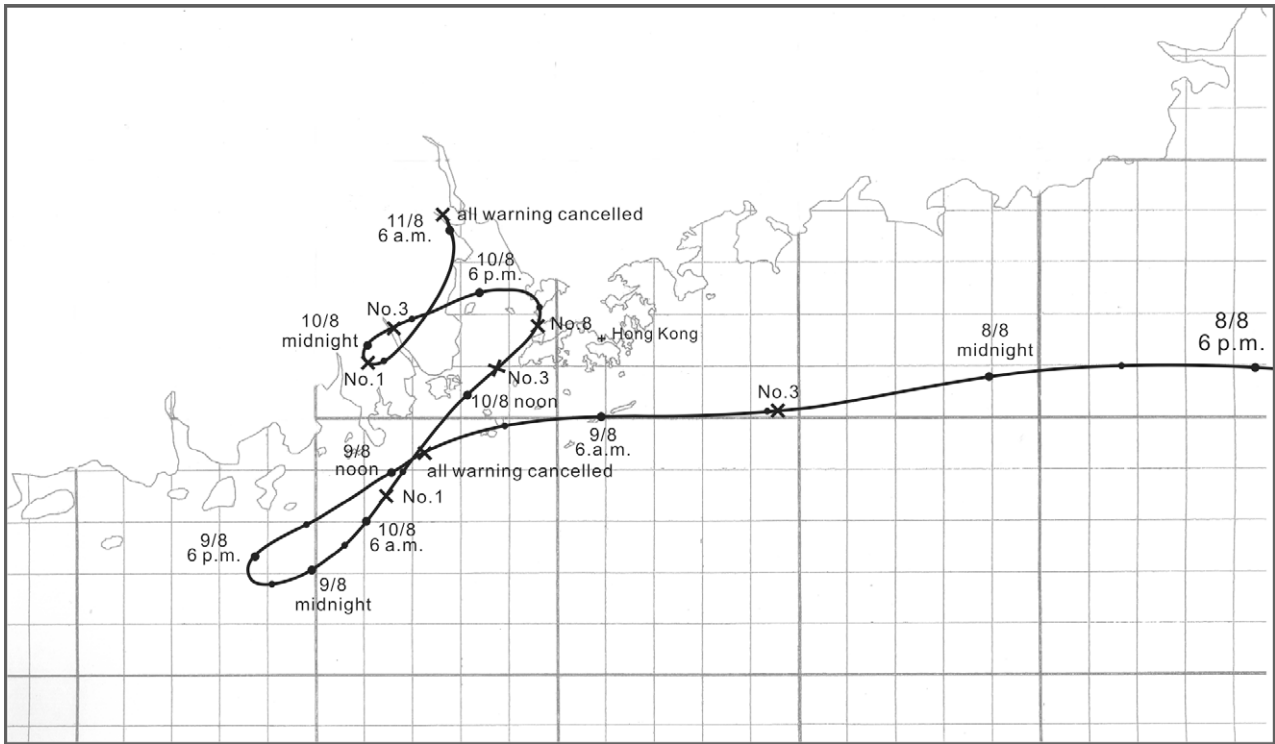 11/8
6 a.m.
all warning cancelled
10/8
6 p.m.
No.3
10/8
midnight
No.1
No.8
Hong Kong
No.3
10/8 noon
8/8
midnight
8/8
6 p.m.
No.3
9/8
6.a.m.
9/8
noon
all warning cancelled
No.1
10/8
6 a.m.
9/8
6 p.m.
9/8
midnight